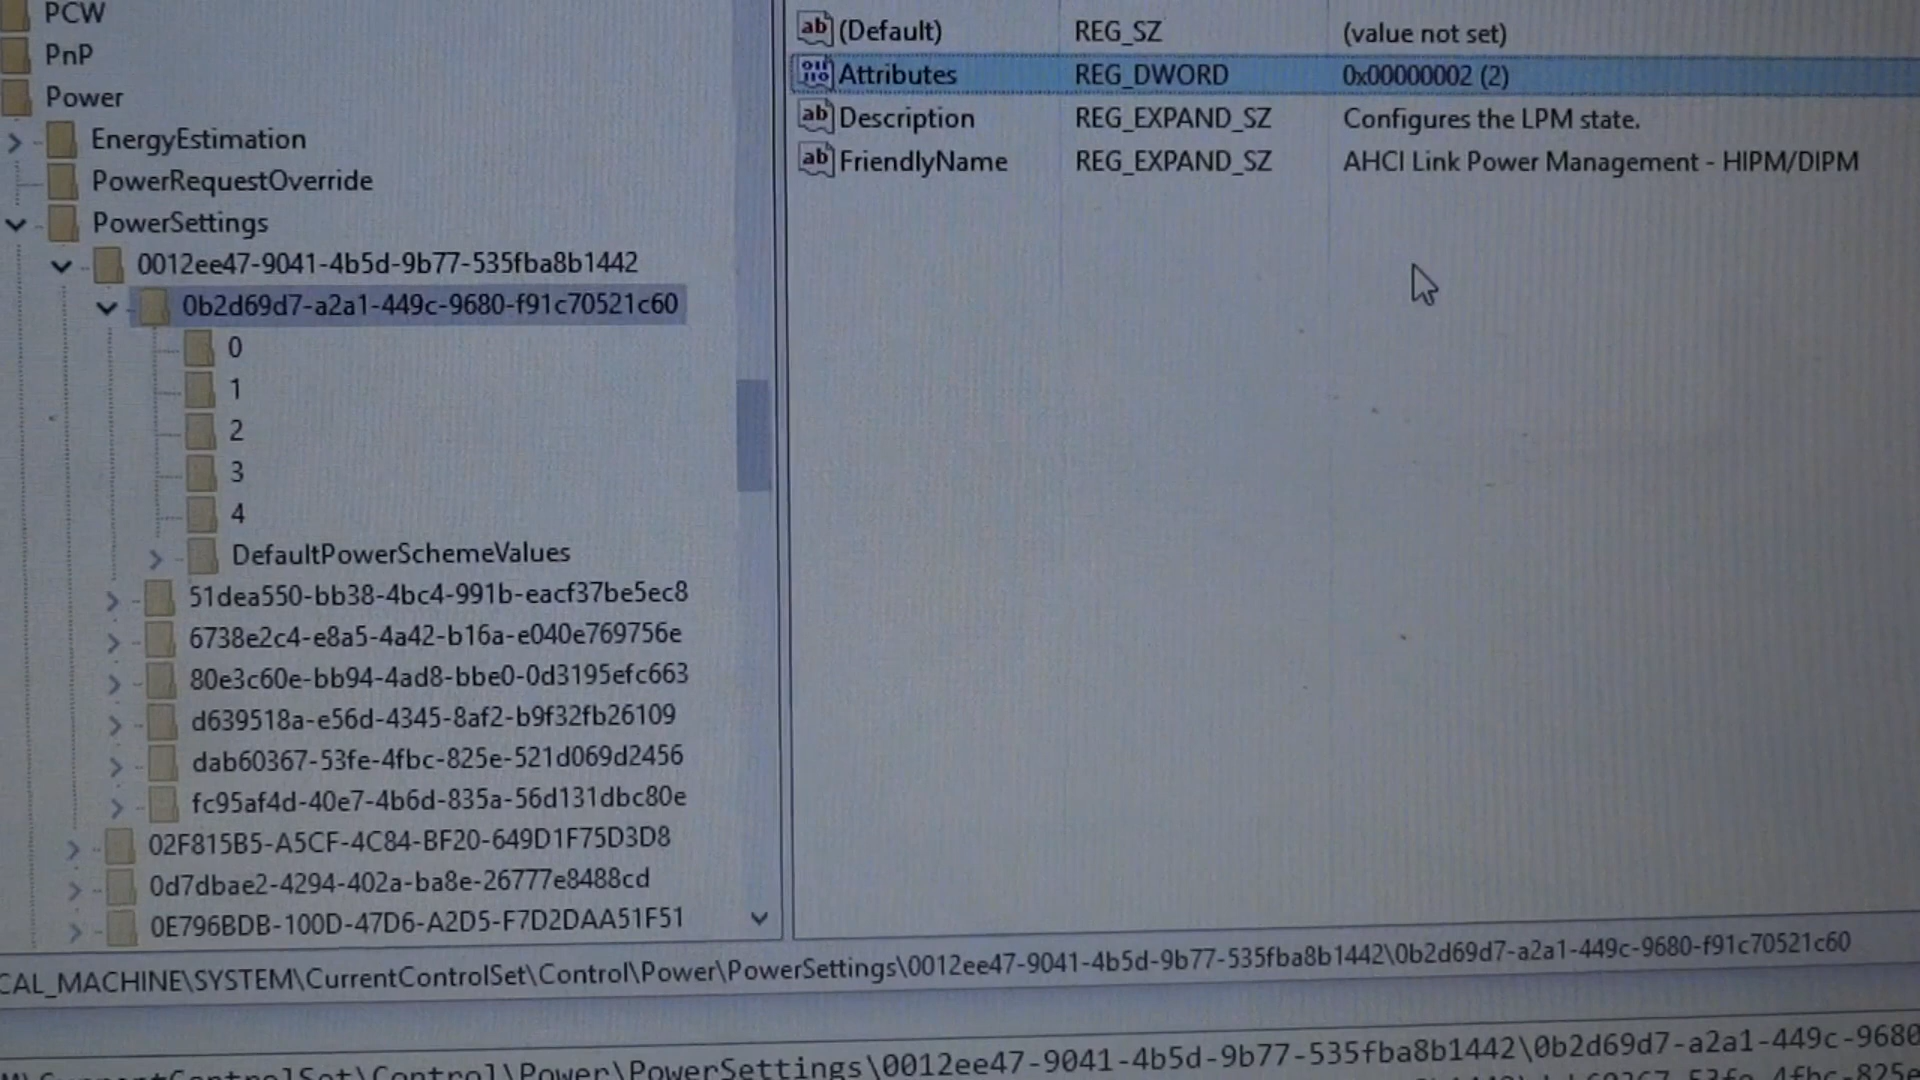 PCW
PnP
Power
EnergyEstimation
PowerRequestOverride
PowerSettings
0012ee47-9041-4b5d-9b77-535fba8b1442
0b2d69d7-a2a1-449c-9680-f91c70521c60
0
1
2
3
4
DefaultPowerSchemeValues
51dea550-bb38-4bc4-991b-eacf37be5ec8
6738e2c4-e8a5-4a42-b16a-e040e769756e
80e3c60e-bb94-4ad8-bbe0-0d3195efc663
d639518a-e56d-4345-8af2-b9f32fb26109
dab60367-53fe-4fbc-825e-521d069d2456
fc95af4d-40e7-4b6d-835a-56d131dbc80e
02F815B5-A5CF-4C84-BF20-649D1F75D3D8
0d7dbae2-4294-402a-ba8e-26777e8488cd
0E796BDB-100D-47D6-A2D5-F7D2DAA51F51
(Default) REG_SZ (value not set)
Attributes REG_DWORD 0x00000002 (2)
Description REG_EXPAND_SZ Configures the LPM state.
FriendlyName REG_EXPAND_SZ AHCI Link Power Management - HIPM/DIPM
CAL_MACHINE\SYSTEM\CurrentControlSet\Control\Power\PowerSettings\0012ee47-9041-4b5d-9b77-535fba8b1442\0b2d69d7-a2a1-449c-9680-f91c70521c60
\CurrentControlSet\Control\Power\PowerSettings\0012ee47-9041-4b5d-9b77-535fba8b1442\0b2d69d7-a2a1-449c-9680